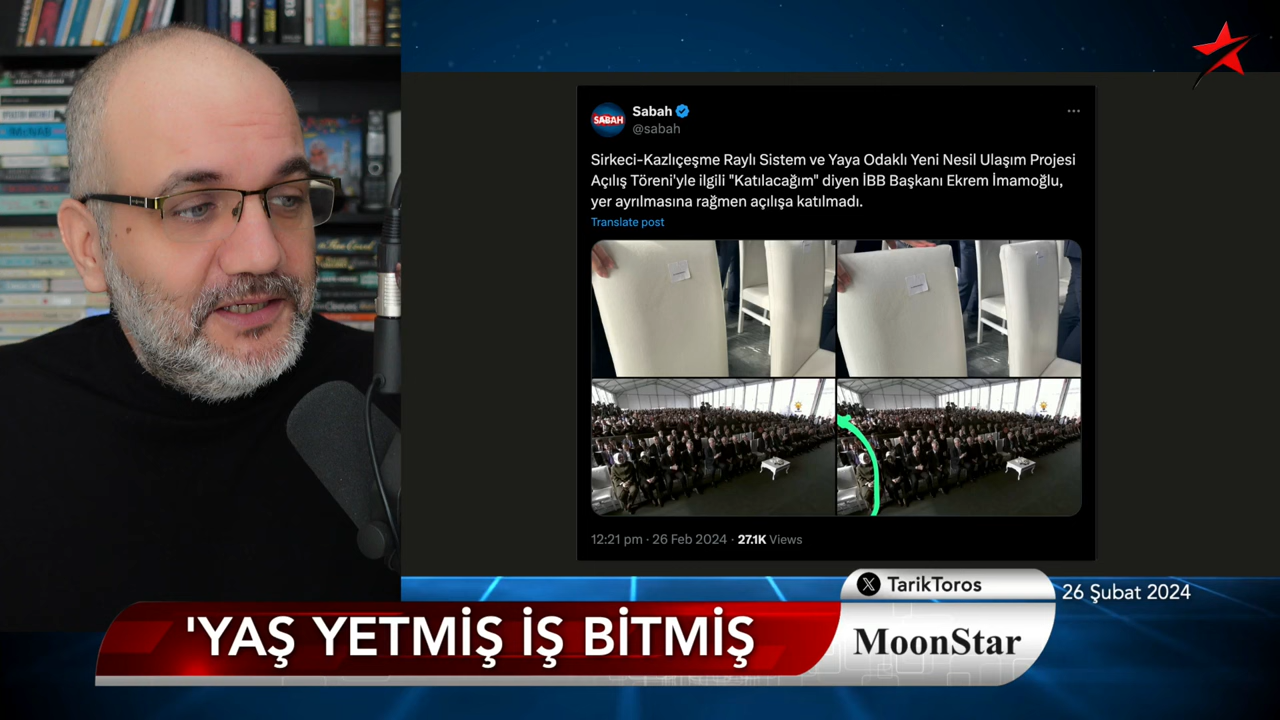 SABAH
Sabah
@sabah
Sirkeci-Kazlıçeşme Raylı Sistem ve Yaya Odaklı Yeni Nesil Ulaşım Projesi
Açılış Töreni'yle ilgili "Katılacağım" diyen İBB Başkanı Ekrem İmamoğlu,
yer ayrılmasına rağmen açılışa katılmadı.
Translate post
12:21 pm · 26 Feb 2024 · 27.1K Views
TarikToros
26 Şubat 2024
'YAŞ YETMİŞ İŞ BİTMİŞ
MoonStar